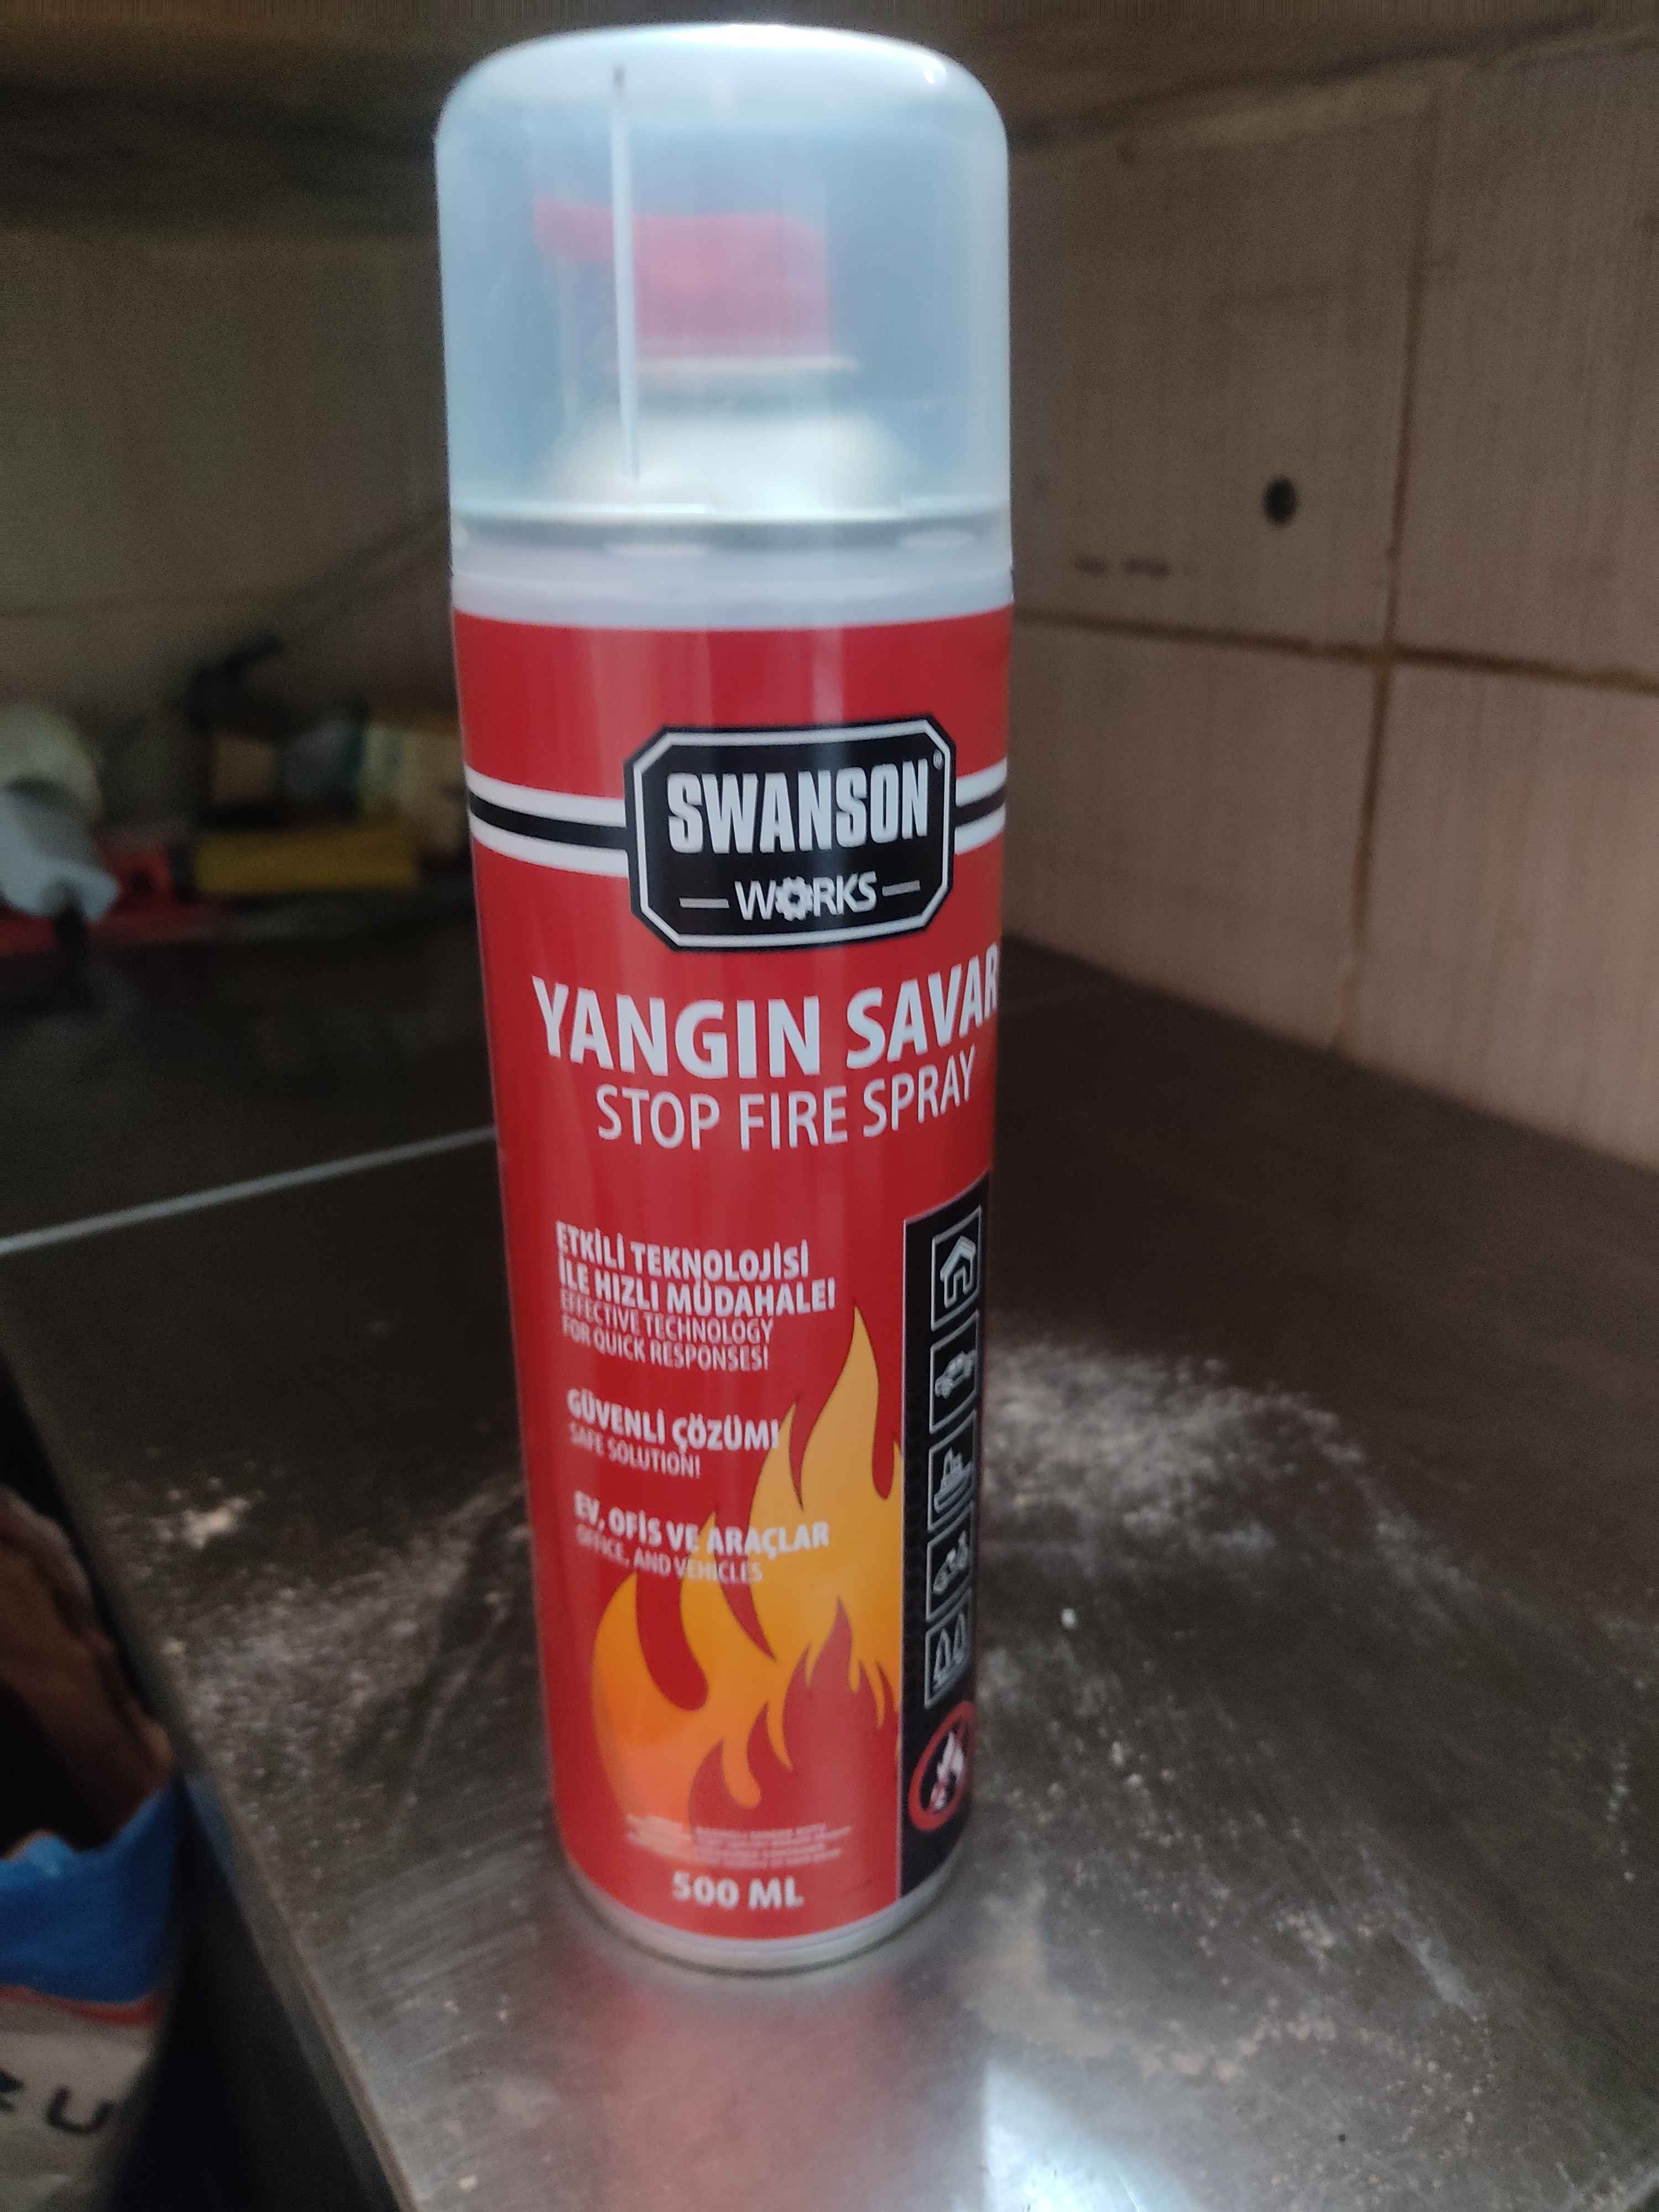 SWANSON®
WORKS
YANGIN SAVAR
STOP FIRE SPRAY
ETKİLİ TEKNOLOJİSİ
İLE HIZLI MÜDAHALE!
EFFECTIVE TECHNOLOGY
FOR QUICK RESPONSES!
GÜVENLİ ÇÖZÜM!
SAFE SOLUTION!
EV, OFİS VE ARAÇLAR
OFFICE, AND VEHICLES
500 ML